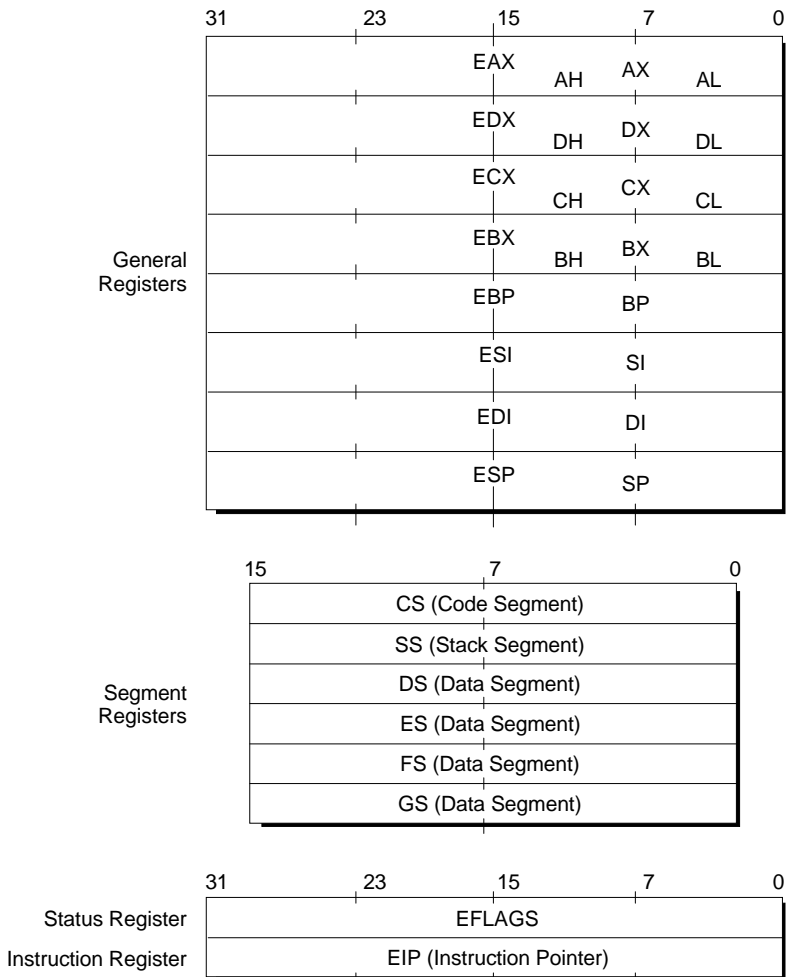 31 23 15 7 0
EAX AX
AH AL
EDX DX
DH DL
ECX CX
CH CL
EBX BX
BH BL
General
Registers
EBP BP
ESI SI
EDI DI
ESP SP
15 7 0
CS (Code Segment)
SS (Stack Segment)
DS (Data Segment)
Segment
Registers
ES (Data Segment)
FS (Data Segment)
GS (Data Segment)
31 23 15 7 0
Status Register EFLAGS
Instruction Register EIP (Instruction Pointer)